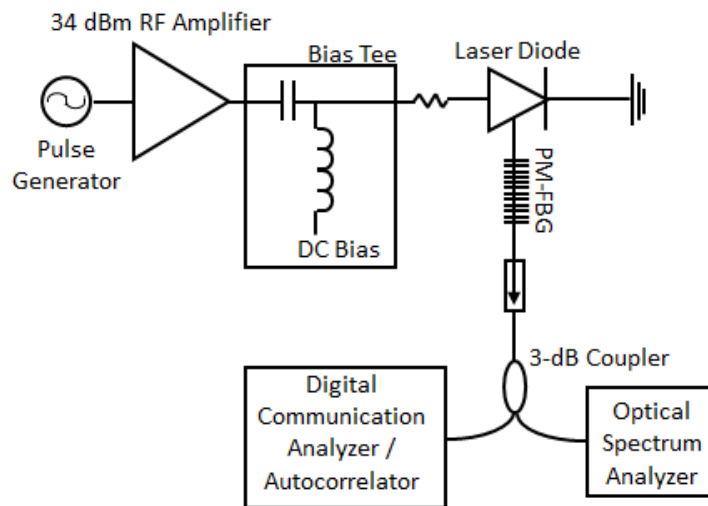 34 dBm RF Amplifier
Bias Tee
Laser Diode
Pulse
Generator
DC Bias
PM-FBG
3-dB Coupler
Digital
Communication
Analyzer /
Autocorrelator
Optical
Spectrum
Analyzer